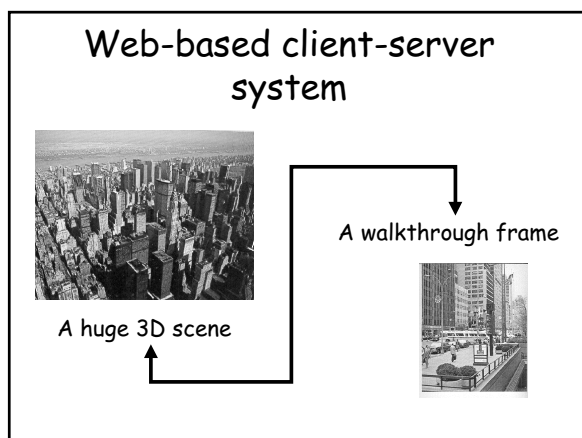 Web-based client-server
system
A walkthrough frame
A huge 3D scene